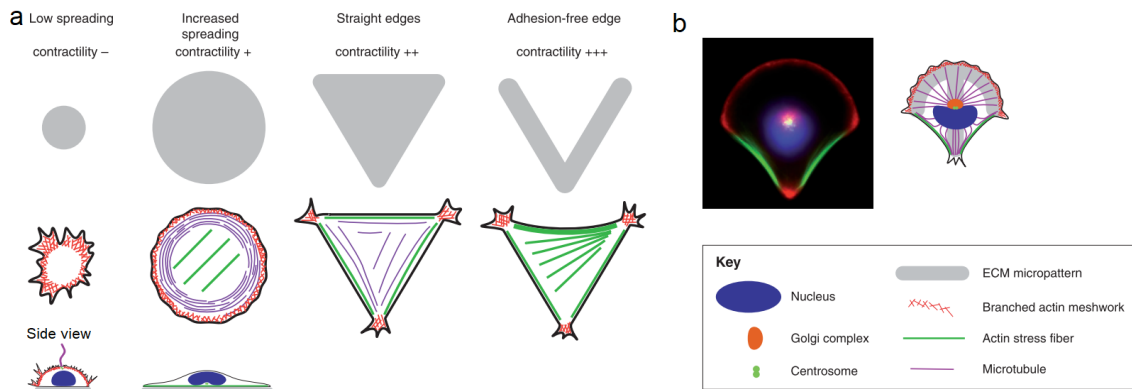 a
Low spreading
contractility –
Increased
spreading
contractility +
Straight edges
contractility ++
Adhesion-free edge
contractility +++
Side view
b
Key
Nucleus
Golgi complex
Centrosome
ECM micropattern
Branched actin meshwork
Actin stress fiber
Microtubule